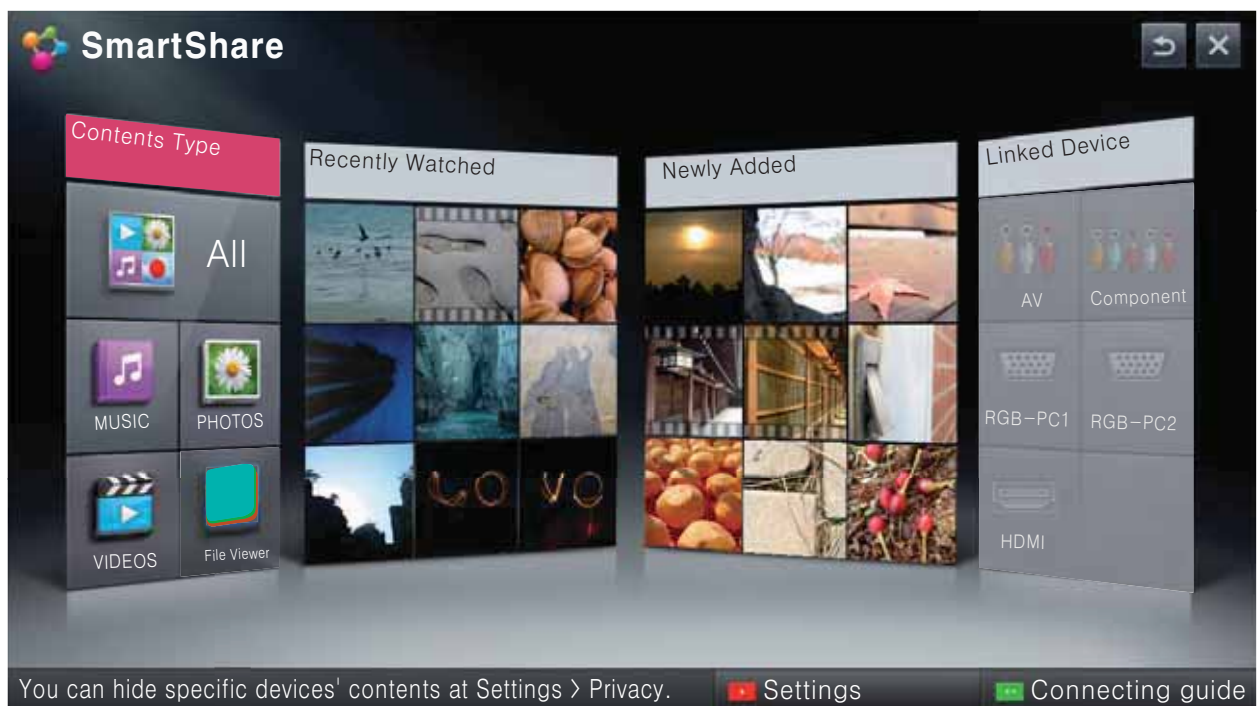 SmartShare
Contents Type
Recently Watched
Newly Added
Linked Device
All
AV
Component
MUSIC
PHOTOS
RGB-PC1
RGB-PC2
VIDEOS
File Viewer
HDMI
You can hide specific devices' contents at Settings > Privacy.
Settings
Connecting guide